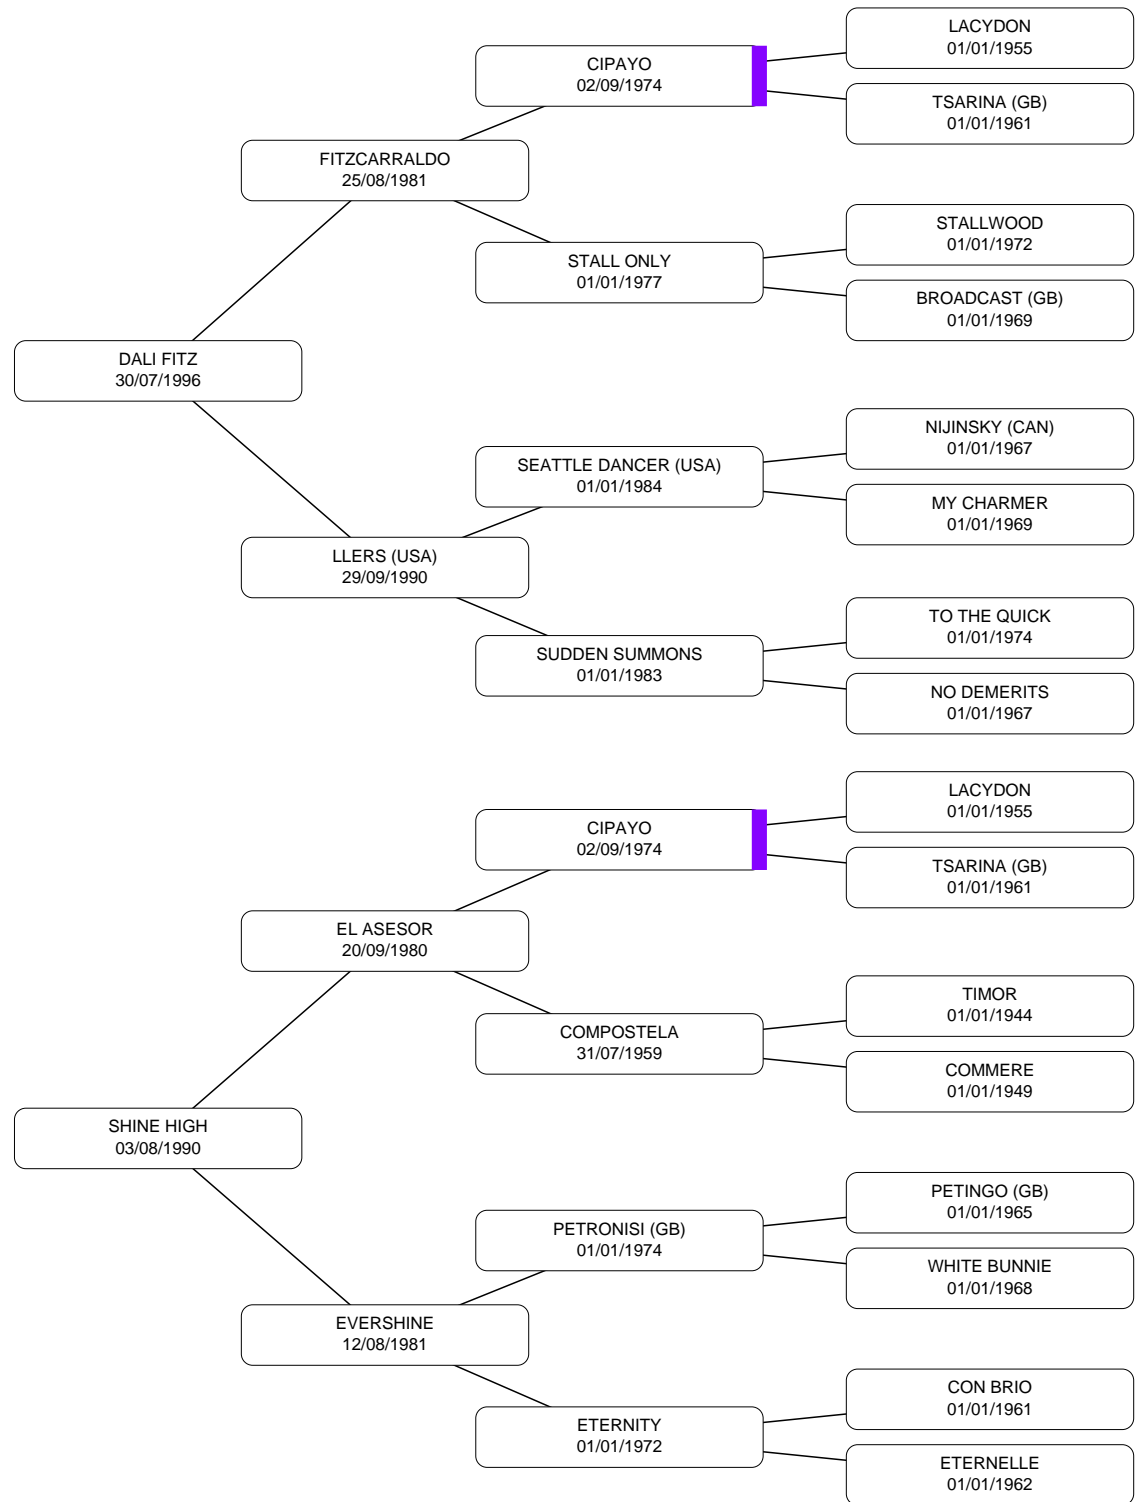 LACYDON
01/01/1955
CIPAYO
02/09/1974
TSARINA (GB)
01/01/1961
FITZCARRALDO
25/08/1981
STALLWOOD
01/01/1972
STALL ONLY
01/01/1977
BROADCAST (GB)
01/01/1969
DALI FITZ
30/07/1996
NIJINSKY (CAN)
01/01/1967
SEATTLE DANCER (USA)
01/01/1984
MY CHARMER
01/01/1969
LLERS (USA)
29/09/1990
TO THE QUICK
01/01/1974
SUDDEN SUMMONS
01/01/1983
NO DEMERITS
01/01/1967
LACYDON
01/01/1955
CIPAYO
02/09/1974
TSARINA (GB)
01/01/1961
EL ASESOR
20/09/1980
TIMOR
01/01/1944
COMPOSTELA
31/07/1959
COMMERE
01/01/1949
SHINE HIGH
03/08/1990
PETINGO (GB)
01/01/1965
PETRONISI (GB)
01/01/1974
WHITE BUNNIE
01/01/1968
EVERSHINE
12/08/1981
CON BRIO
01/01/1961
ETERNITY
01/01/1972
ETERNELLE
01/01/1962